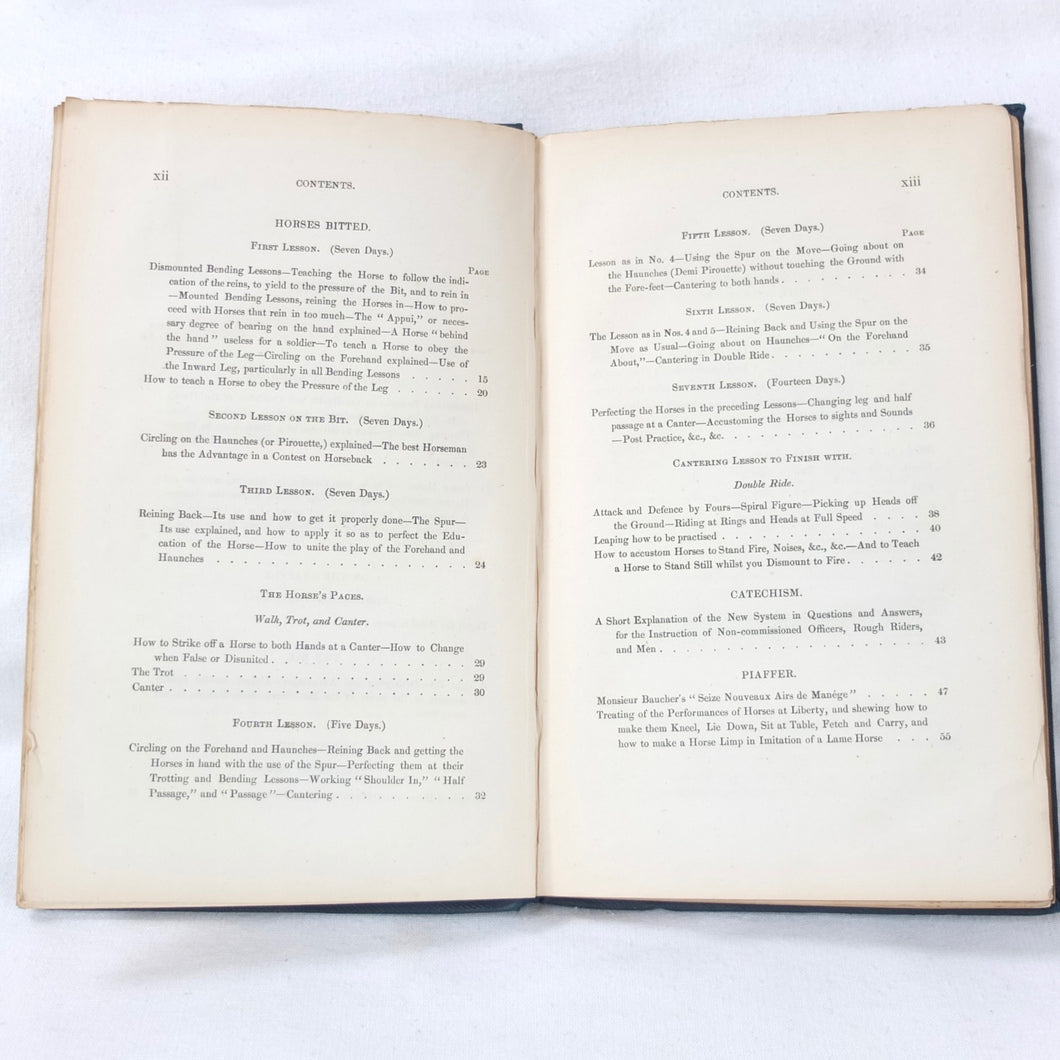 xii
CONTENTS.
HORSES BITTED.
First Lesson. (Seven Days.)
Page
Dismounted Bending Lessons—Teaching the Horse to follow the indi-
cation of the reins, to yield to the pressure of the Bit, and to rein in
—Mounted Bending Lessons, reining the Horses in—How to pro-
ceed with Horses that rein in too much—The "Appui," or neces-
sary degree of bearing on the hand explained—A Horse "behind
the hand" useless for a soldier—To teach a Horse to obey the
Pressure of the Leg—Circling on the Forehand explained—Use of
the Inward Leg, particularly in all Bending Lessons . . . . . . 15
How to teach a Horse to obey the Pressure of the Leg . . . . . . 20
Second Lesson on the Bit. (Seven Days.)
Circling on the Haunches (or Pirouette,) explained—The best Horseman
has the Advantage in a Contest on Horseback . . . . . . . 23
Third Lesson. (Seven Days.)
Reining Back—Its use and how to get it properly done—The Spur—
Its use explained, and how to apply it so as to perfect the Edu-
cation of the Horse—How to unite the play of the Forehand and
Haunches . . . . . . . . . . . . . . . . . . 24
The Horse's Paces.
Walk, Trot, and Canter.
How to Strike off a Horse to both Hands at a Canter—How to Change
when False or Disunited . . . . . . . . . . . . . 29
The Trot . . . . . . . . . . . . . . . . . . . 29
Canter . . . . . . . . . . . . . . . . . . . . 30
Fourth Lesson. (Five Days.)
Circling on the Forehand and Haunches—Reining Back and getting the
Horses in hand with the use of the Spur—Perfecting them at their
Trotting and Bending Lessons—Working "Shoulder In," "Half
Passage," and "Passage"—Cantering . . . . . . . . . 32
CONTENTS.
xiii
Fifth Lesson. (Seven Days.)
Page
Lesson as in No. 4—Using the Spur on the Move—Going about on
the Haunches (Demi Pirouette) without touching the Ground with
the Fore-feet—Cantering to both hands . . . . . . . . . 34
Sixth Lesson. (Seven Days.)
The Lesson as in Nos. 4 and 5—Reining Back and Using the Spur on the
Move as Usual—Going about on Haunches—"On the Forehand
About,"—Cantering in Double Ride . . . . . . . . . . 35
Seventh Lesson. (Fourteen Days.)
Perfecting the Horses in the preceding Lessons—Changing leg and half
passage at a Canter—Accustoming the Horses to sights and Sounds
—Post Practice, &c., &c. . . . . . . . . . . . . . 36
Cantering Lesson to Finish with.
Double Ride.
Attack and Defence by Fours—Spiral Figure—Picking up Heads off
the Ground—Riding at Rings and Heads at Full Speed . . . . 38
Leaping how to be practised . . . . . . . . . . . . . 40
How to accustom Horses to Stand Fire, Noises, &c., &c.—And to Teach
a Horse to Stand Still whilst you Dismount to Fire . . . . . . 42
CATECHISM.
A Short Explanation of the New System in Questions and Answers,
for the Instruction of Non-commissioned Officers, Rough Riders,
and Men . . . . . . . . . . . . . . . . . 43
PIAFFER.
Monsieur Baucher's "Seize Nouveaux Airs de Manége" . . . . . 47
Treating of the Performances of Horses at Liberty, and shewing how to
make them Kneel, Lie Down, Sit at Table, Fetch and Carry, and
how to make a Horse Limp in Imitation of a Lame Horse . . . 55